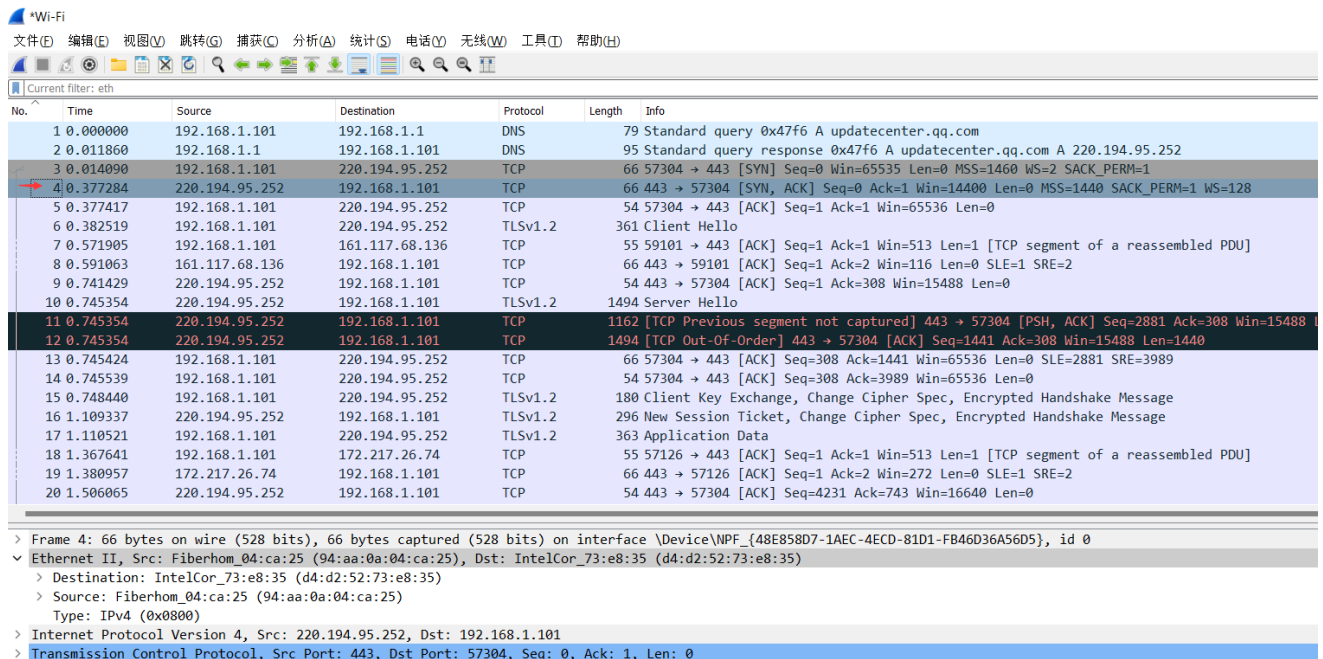 *Wi-Fi
文件(F) 编辑(E) 视图(V) 跳转(G) 捕获(C) 分析(A) 统计(S) 电话(Y) 无线(W) 工具(T) 帮助(H)
Current filter: eth
No. Time Source Destination Protocol Length Info
1 0.000000 192.168.1.101 192.168.1.1 DNS 79 Standard query 0x47f6 A updatecenter.qq.com
2 0.011860 192.168.1.1 192.168.1.101 DNS 95 Standard query response 0x47f6 A updatecenter.qq.com A 220.194.95.252
3 0.014090 192.168.1.101 220.194.95.252 TCP 66 57304 → 443 [SYN] Seq=0 Win=65535 Len=0 MSS=1460 WS=2 SACK_PERM=1
4 0.377284 220.194.95.252 192.168.1.101 TCP 66 443 → 57304 [SYN, ACK] Seq=0 Ack=1 Win=14400 Len=0 MSS=1440 SACK_PERM=1 WS=128
5 0.377417 192.168.1.101 220.194.95.252 TCP 54 57304 → 443 [ACK] Seq=1 Ack=1 Win=65536 Len=0
6 0.382519 192.168.1.101 220.194.95.252 TLSv1.2 361 Client Hello
7 0.571905 192.168.1.101 161.117.68.136 TCP 55 59101 → 443 [ACK] Seq=1 Ack=1 Win=513 Len=1 [TCP segment of a reassembled PDU]
8 0.591063 161.117.68.136 192.168.1.101 TCP 66 443 → 59101 [ACK] Seq=1 Ack=2 Win=116 Len=0 SLE=1 SRE=2
9 0.741429 220.194.95.252 192.168.1.101 TCP 54 443 → 57304 [ACK] Seq=1 Ack=308 Win=15488 Len=0
10 0.745354 220.194.95.252 192.168.1.101 TLSv1.2 1494 Server Hello
11 0.745354 220.194.95.252 192.168.1.101 TCP 1162 [TCP Previous segment not captured] 443 → 57304 [PSH, ACK] Seq=2881 Ack=308 Win=15488 L
12 0.745354 220.194.95.252 192.168.1.101 TCP 1494 [TCP Out-Of-Order] 443 → 57304 [ACK] Seq=1441 Ack=308 Win=15488 Len=1440
13 0.745424 192.168.1.101 220.194.95.252 TCP 66 57304 → 443 [ACK] Seq=308 Ack=1441 Win=65536 Len=0 SLE=2881 SRE=3989
14 0.745539 192.168.1.101 220.194.95.252 TCP 54 57304 → 443 [ACK] Seq=308 Ack=3989 Win=65536 Len=0
15 0.748440 192.168.1.101 220.194.95.252 TLSv1.2 180 Client Key Exchange, Change Cipher Spec, Encrypted Handshake Message
16 1.109337 220.194.95.252 192.168.1.101 TLSv1.2 296 New Session Ticket, Change Cipher Spec, Encrypted Handshake Message
17 1.110521 192.168.1.101 220.194.95.252 TLSv1.2 363 Application Data
18 1.367641 192.168.1.101 172.217.26.74 TCP 55 57126 → 443 [ACK] Seq=1 Ack=1 Win=513 Len=1 [TCP segment of a reassembled PDU]
19 1.380957 172.217.26.74 192.168.1.101 TCP 66 443 → 57126 [ACK] Seq=1 Ack=2 Win=272 Len=0 SLE=1 SRE=2
20 1.506065 220.194.95.252 192.168.1.101 TCP 54 443 → 57304 [ACK] Seq=4231 Ack=743 Win=16640 Len=0
Frame 4: 66 bytes on wire (528 bits), 66 bytes captured (528 bits) on interface \Device\NPF_{48E858D7-1AEC-4ECD-81D1-FB46D36A56D5}, id 0
Ethernet II, Src: Fiberhom_04:ca:25 (94:aa:0a:04:ca:25), Dst: IntelCor_73:e8:35 (d4:d2:52:73:e8:35)
Destination: IntelCor_73:e8:35 (d4:d2:52:73:e8:35)
Source: Fiberhom_04:ca:25 (94:aa:0a:04:ca:25)
Type: IPv4 (0x0800)
Internet Protocol Version 4, Src: 220.194.95.252, Dst: 192.168.1.101
Transmission Control Protocol, Src Port: 443, Dst Port: 57304, Seq: 0, Ack: 1, Len: 0